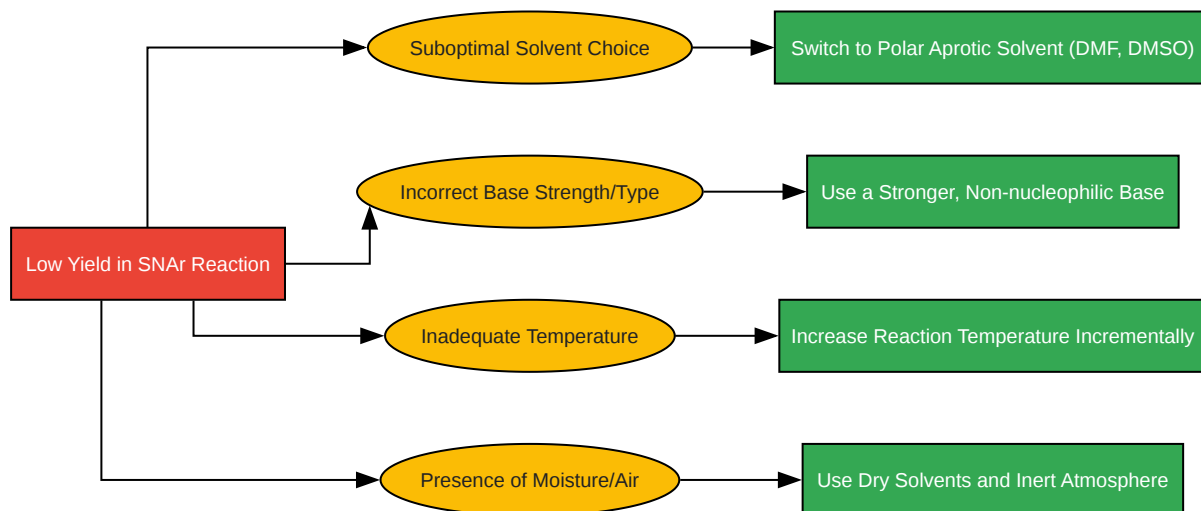 Suboptimal Solvent Choice
Switch to Polar Aprotic Solvent (DMF, DMSO)
Incorrect Base Strength/Type
Use a Stronger, Non-nucleophilic Base
Low Yield in SNAr Reaction
Inadequate Temperature
Increase Reaction Temperature Incrementally
Presence of Moisture/Air
Use Dry Solvents and Inert Atmosphere